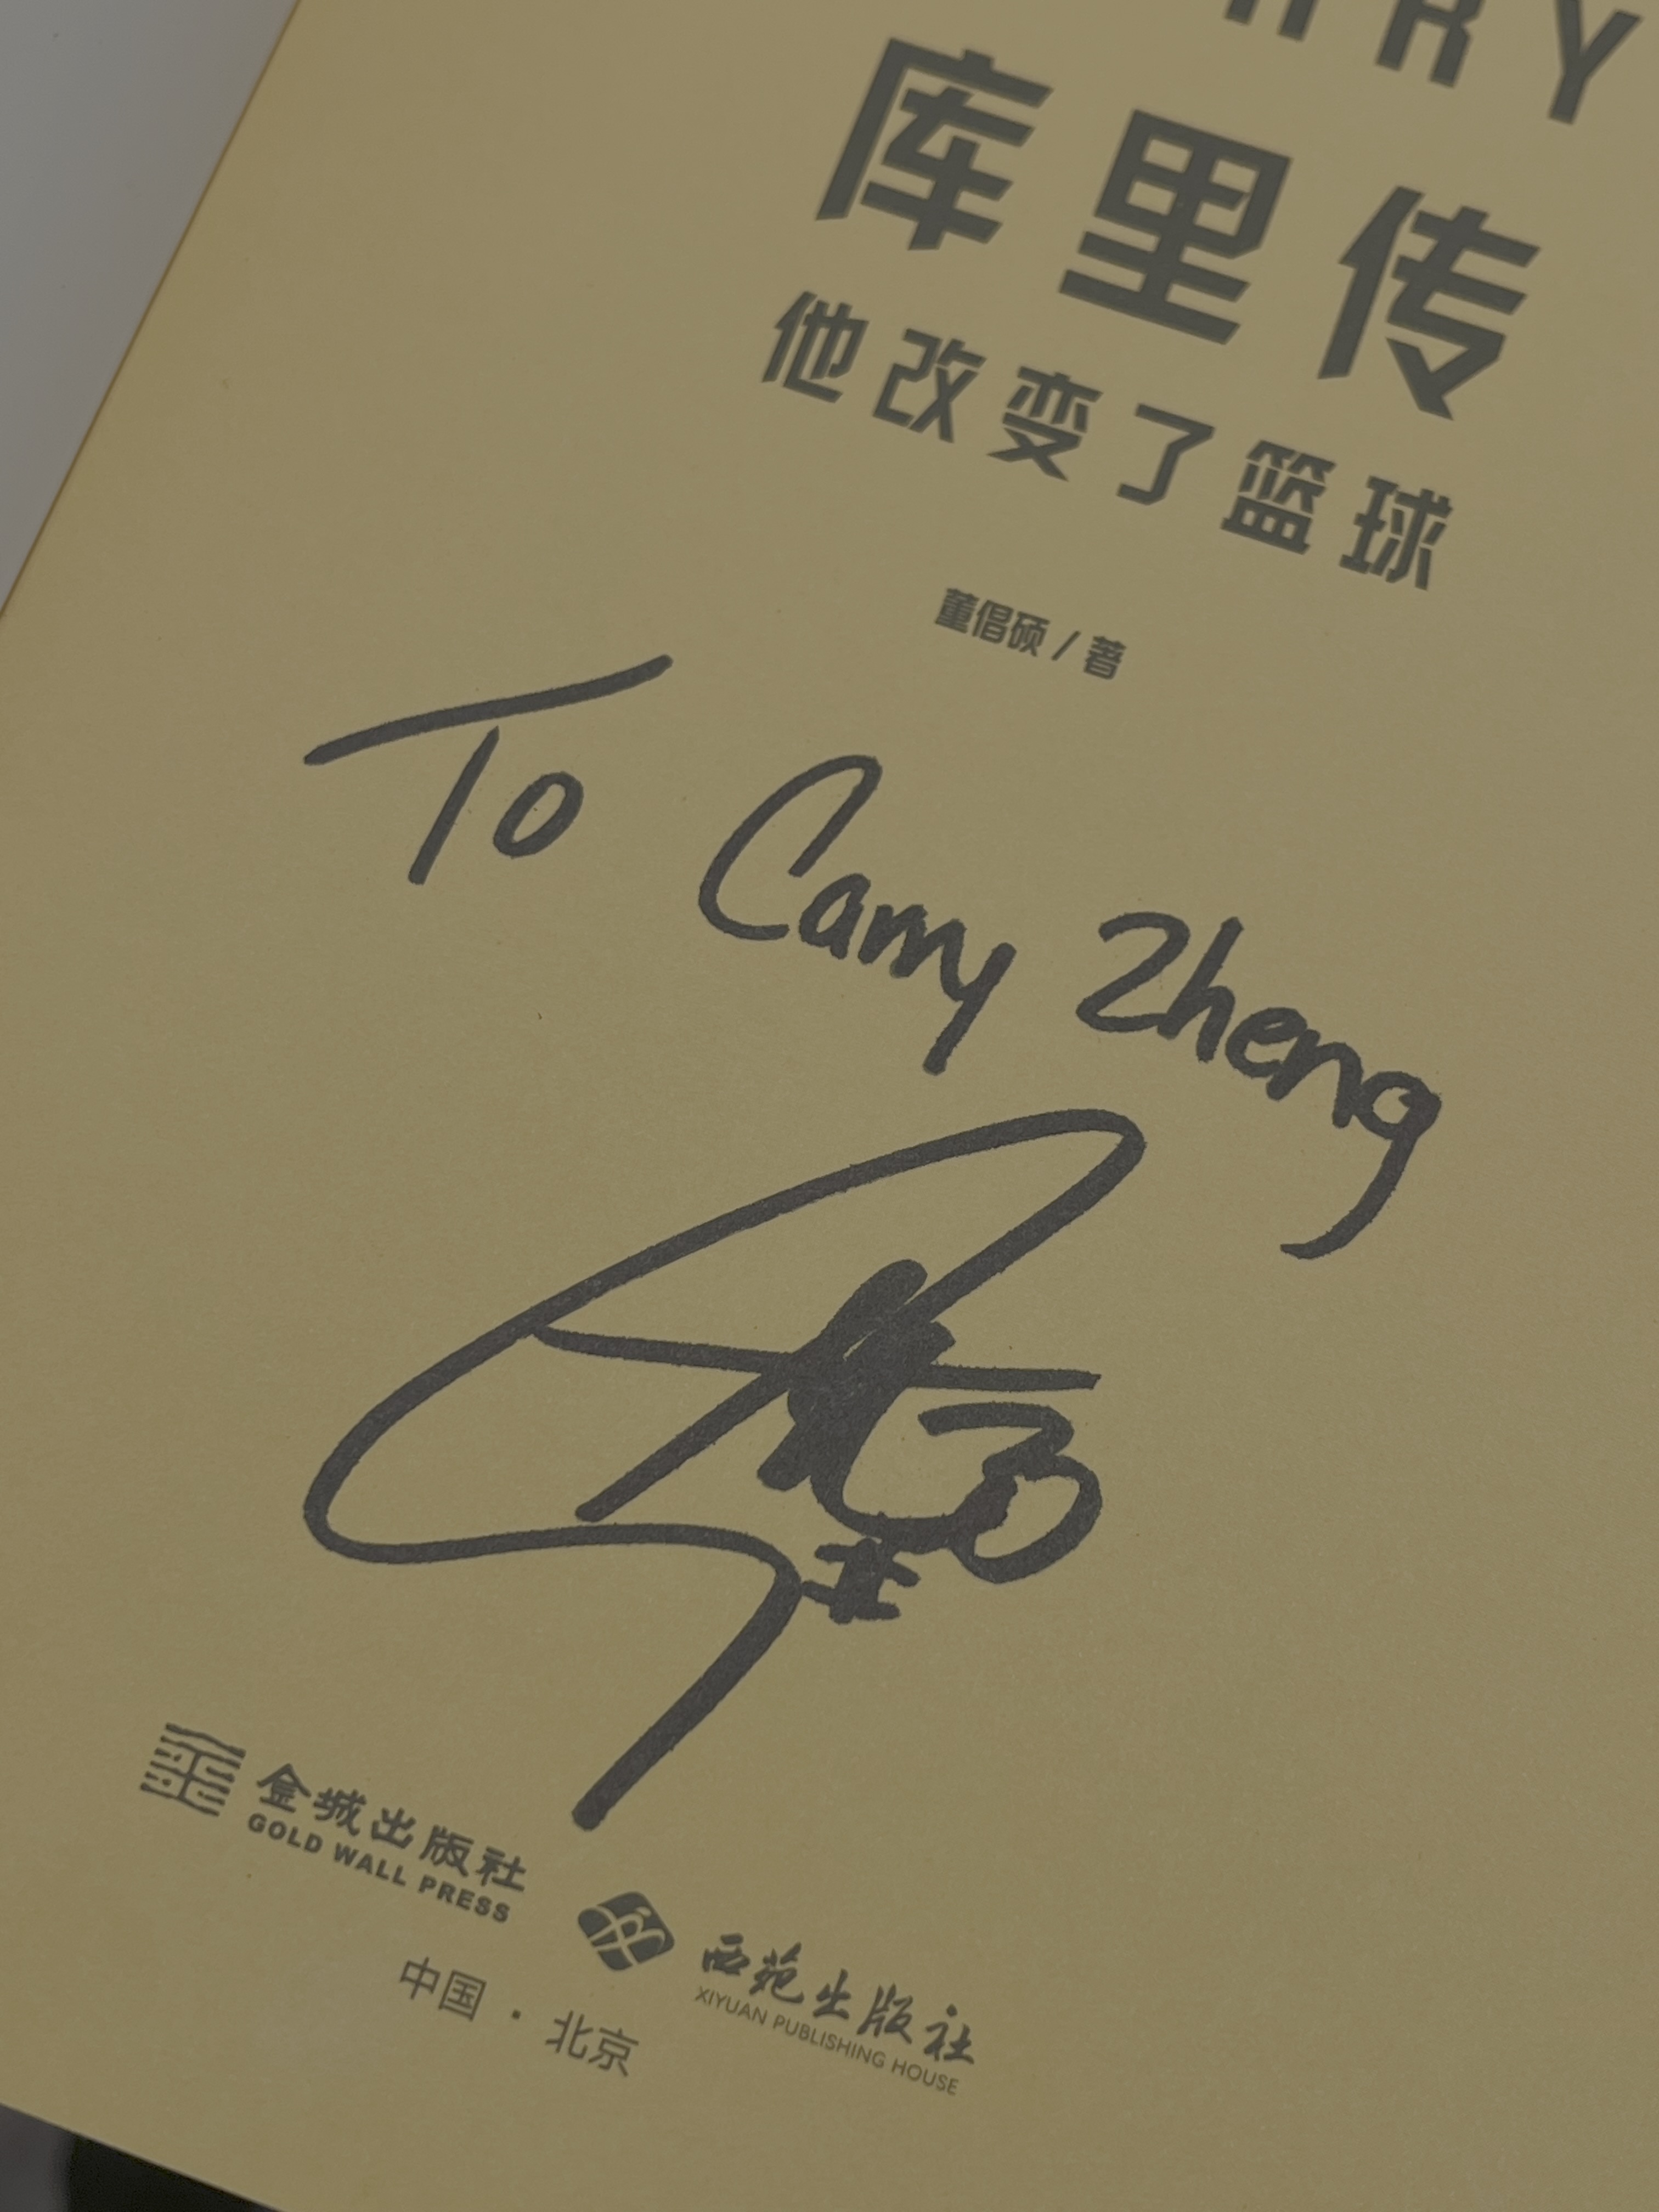 库里传
他改变了篮球
董倡硕/著
To Carry Zheng
#30
金城出版社
GOLD WALL PRESS
西苑出版社
XIYUAN PUBLISHING HOUSE
中国·北京